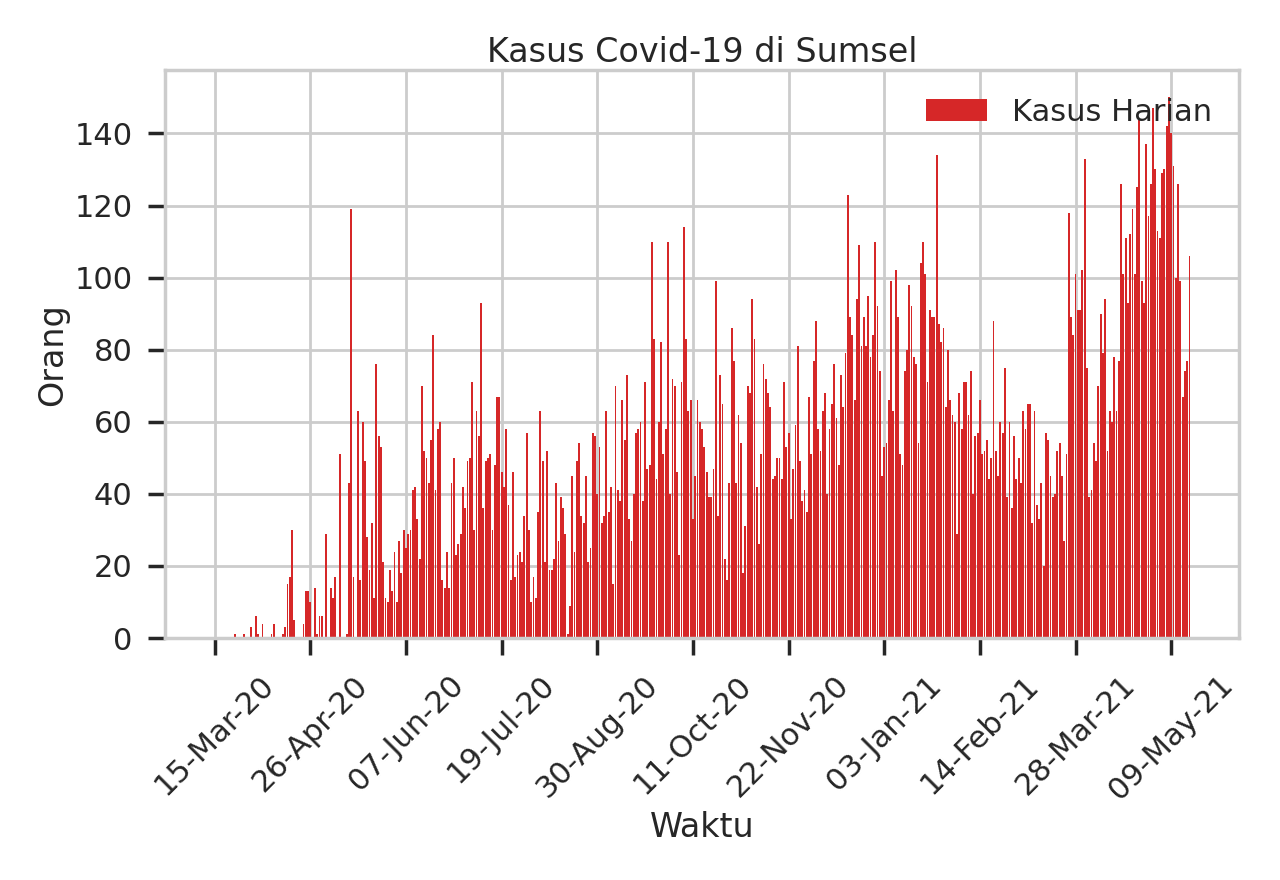 Kasus Covid-19 di Sumsel
Kasus Harian
Orang
140
120
100
80
60
40
20
0
15-Mar-20
26-Apr-20
07-Jun-20
19-Jul-20
30-Aug-20
11-Oct-20
22-Nov-20
03-Jan-21
14-Feb-21
28-Mar-21
09-May-21
Waktu